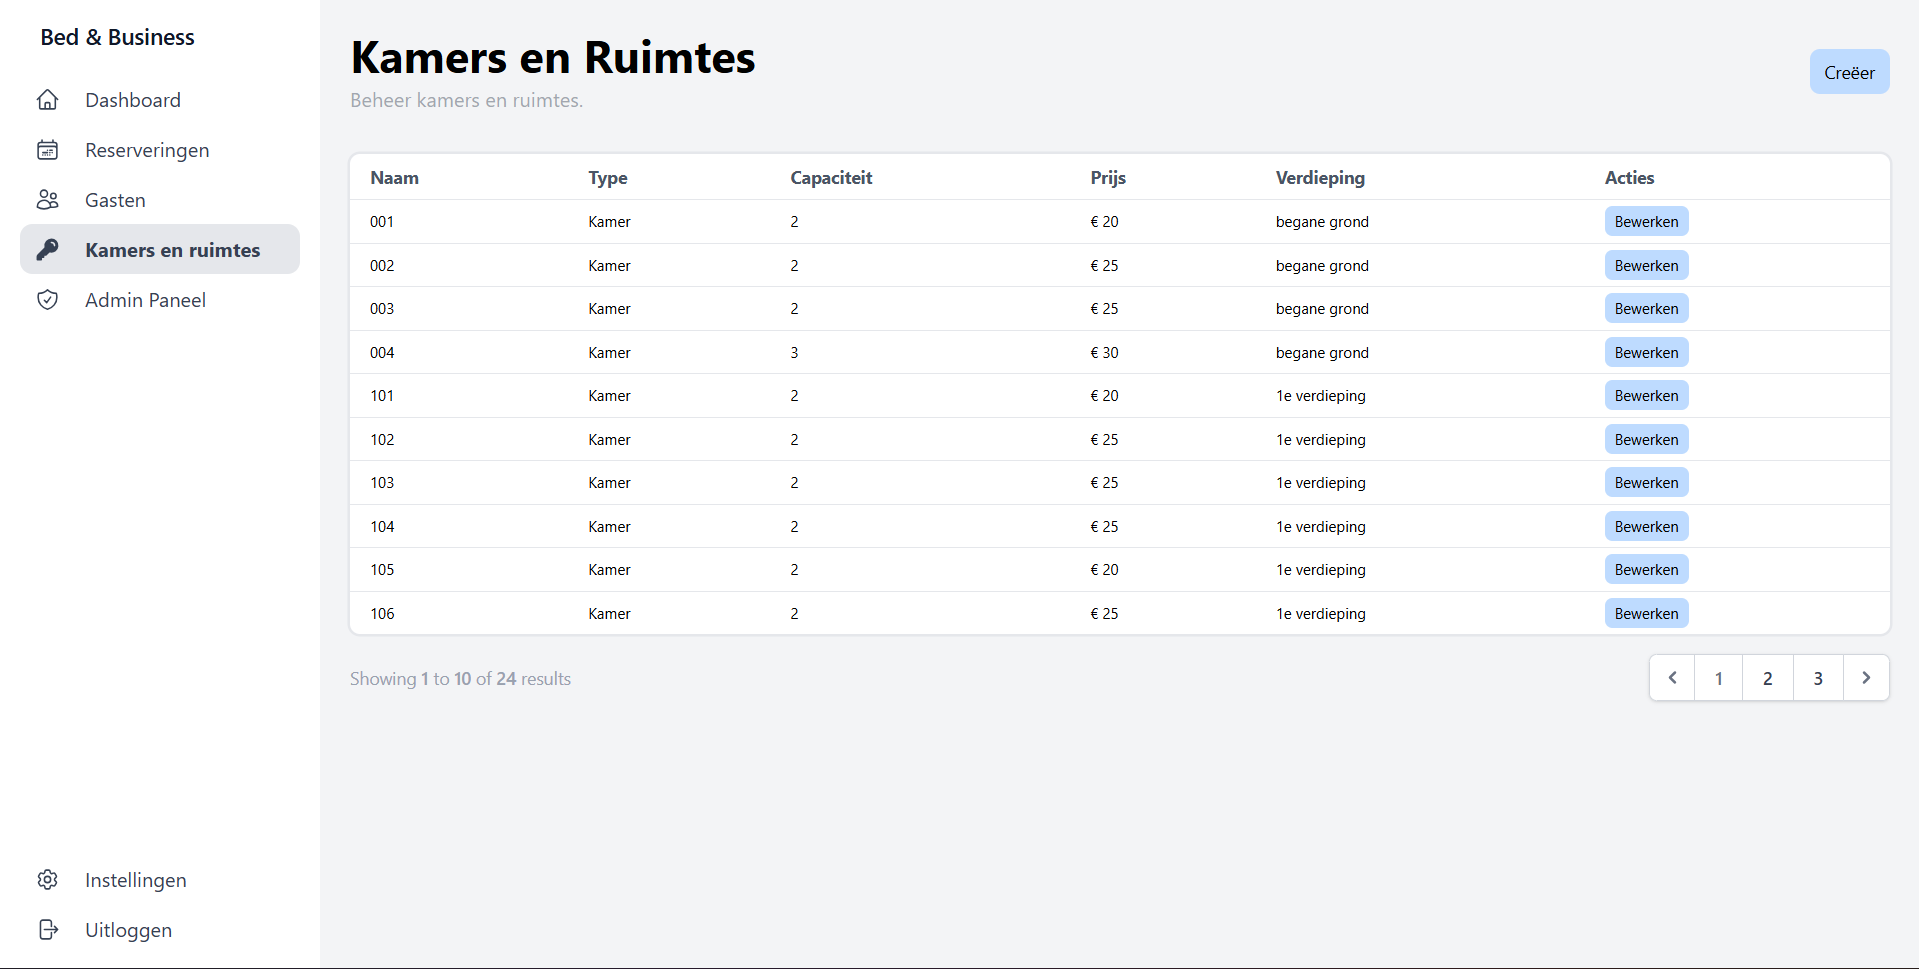 Bed & Business
Dashboard
Reserveringen
Gasten
Kamers en ruimtes
Admin Paneel
Instellingen
Uitloggen
Kamers en Ruimtes
Beheer kamers en ruimtes.
Creëer
Naam Type Capaciteit Prijs Verdieping Acties
001 Kamer 2 € 20 begane grond Bewerken
002 Kamer 2 € 25 begane grond Bewerken
003 Kamer 2 € 25 begane grond Bewerken
004 Kamer 3 € 30 begane grond Bewerken
101 Kamer 2 € 20 1e verdieping Bewerken
102 Kamer 2 € 25 1e verdieping Bewerken
103 Kamer 2 € 25 1e verdieping Bewerken
104 Kamer 2 € 25 1e verdieping Bewerken
105 Kamer 2 € 20 1e verdieping Bewerken
106 Kamer 2 € 25 1e verdieping Bewerken
Showing 1 to 10 of 24 results
1 2 3